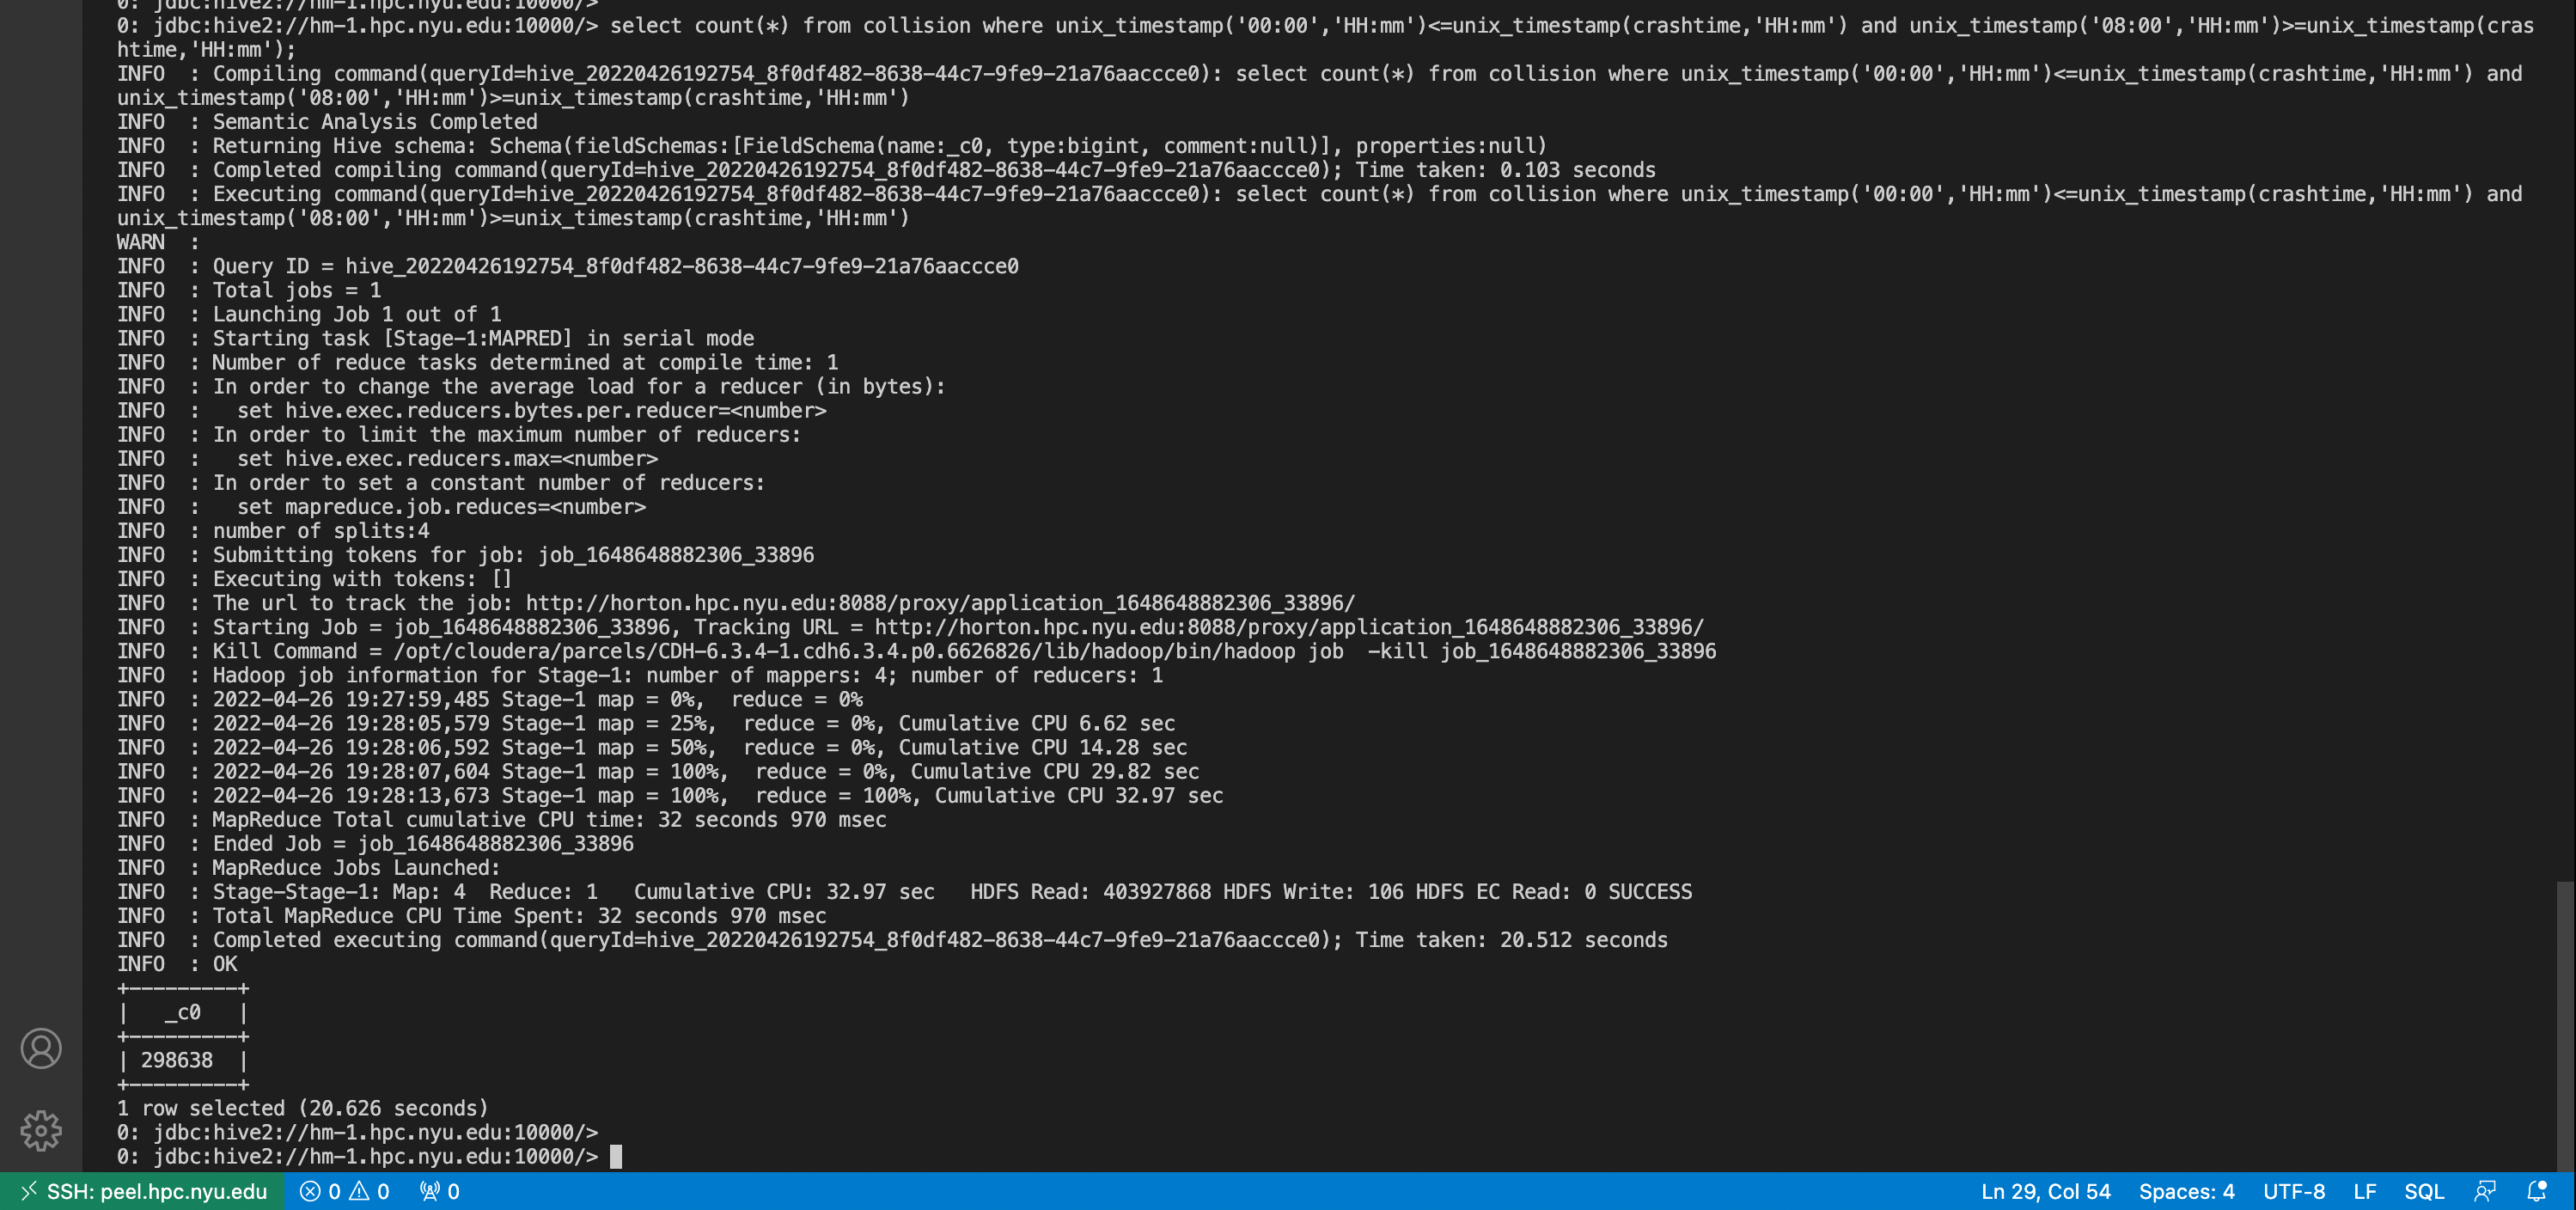 0: jdbc:hive2://hm-1.hpc.nyu.edu:10000/>
0: jdbc:hive2://hm-1.hpc.nyu.edu:10000/> select count(*) from collision where unix_timestamp('00:00','HH:mm')<=unix_timestamp(crashtime,'HH:mm') and unix_timestamp('08:00','HH:mm')>=unix_timestamp(cras
htime,'HH:mm');
INFO  : Compiling command(queryId=hive_20220426192754_8f0df482-8638-44c7-9fe9-21a76aaccce0): select count(*) from collision where unix_timestamp('00:00','HH:mm')<=unix_timestamp(crashtime,'HH:mm') and
unix_timestamp('08:00','HH:mm')>=unix_timestamp(crashtime,'HH:mm')
INFO  : Semantic Analysis Completed
INFO  : Returning Hive schema: Schema(fieldSchemas:[FieldSchema(name:_c0, type:bigint, comment:null)], properties:null)
INFO  : Completed compiling command(queryId=hive_20220426192754_8f0df482-8638-44c7-9fe9-21a76aaccce0); Time taken: 0.103 seconds
INFO  : Executing command(queryId=hive_20220426192754_8f0df482-8638-44c7-9fe9-21a76aaccce0): select count(*) from collision where unix_timestamp('00:00','HH:mm')<=unix_timestamp(crashtime,'HH:mm') and
unix_timestamp('08:00','HH:mm')>=unix_timestamp(crashtime,'HH:mm')
WARN  :
INFO  : Query ID = hive_20220426192754_8f0df482-8638-44c7-9fe9-21a76aaccce0
INFO  : Total jobs = 1
INFO  : Launching Job 1 out of 1
INFO  : Starting task [Stage-1:MAPRED] in serial mode
INFO  : Number of reduce tasks determined at compile time: 1
INFO  : In order to change the average load for a reducer (in bytes):
INFO  :   set hive.exec.reducers.bytes.per.reducer=<number>
INFO  : In order to limit the maximum number of reducers:
INFO  :   set hive.exec.reducers.max=<number>
INFO  : In order to set a constant number of reducers:
INFO  :   set mapreduce.job.reduces=<number>
INFO  : number of splits:4
INFO  : Submitting tokens for job: job_1648648882306_33896
INFO  : Executing with tokens: []
INFO  : The url to track the job: http://horton.hpc.nyu.edu:8088/proxy/application_1648648882306_33896/
INFO  : Starting Job = job_1648648882306_33896, Tracking URL = http://horton.hpc.nyu.edu:8088/proxy/application_1648648882306_33896/
INFO  : Kill Command = /opt/cloudera/parcels/CDH-6.3.4-1.cdh6.3.4.p0.6626826/lib/hadoop/bin/hadoop job  -kill job_1648648882306_33896
INFO  : Hadoop job information for Stage-1: number of mappers: 4; number of reducers: 1
INFO  : 2022-04-26 19:27:59,485 Stage-1 map = 0%,  reduce = 0%
INFO  : 2022-04-26 19:28:05,579 Stage-1 map = 25%,  reduce = 0%, Cumulative CPU 6.62 sec
INFO  : 2022-04-26 19:28:06,592 Stage-1 map = 50%,  reduce = 0%, Cumulative CPU 14.28 sec
INFO  : 2022-04-26 19:28:07,604 Stage-1 map = 100%,  reduce = 0%, Cumulative CPU 29.82 sec
INFO  : 2022-04-26 19:28:13,673 Stage-1 map = 100%,  reduce = 100%, Cumulative CPU 32.97 sec
INFO  : MapReduce Total cumulative CPU time: 32 seconds 970 msec
INFO  : Ended Job = job_1648648882306_33896
INFO  : MapReduce Jobs Launched:
INFO  : Stage-Stage-1: Map: 4  Reduce: 1   Cumulative CPU: 32.97 sec   HDFS Read: 403927868 HDFS Write: 106 HDFS EC Read: 0 SUCCESS
INFO  : Total MapReduce CPU Time Spent: 32 seconds 970 msec
INFO  : Completed executing command(queryId=hive_20220426192754_8f0df482-8638-44c7-9fe9-21a76aaccce0); Time taken: 20.512 seconds
INFO  : OK
+---------+
|   _c0   |
+---------+
| 298638  |
+---------+
1 row selected (20.626 seconds)
0: jdbc:hive2://hm-1.hpc.nyu.edu:10000/>
0: jdbc:hive2://hm-1.hpc.nyu.edu:10000/>
SSH: peel.hpc.nyu.edu 0 0 0 Ln 29, Col 54 Spaces: 4 UTF-8 LF SQL